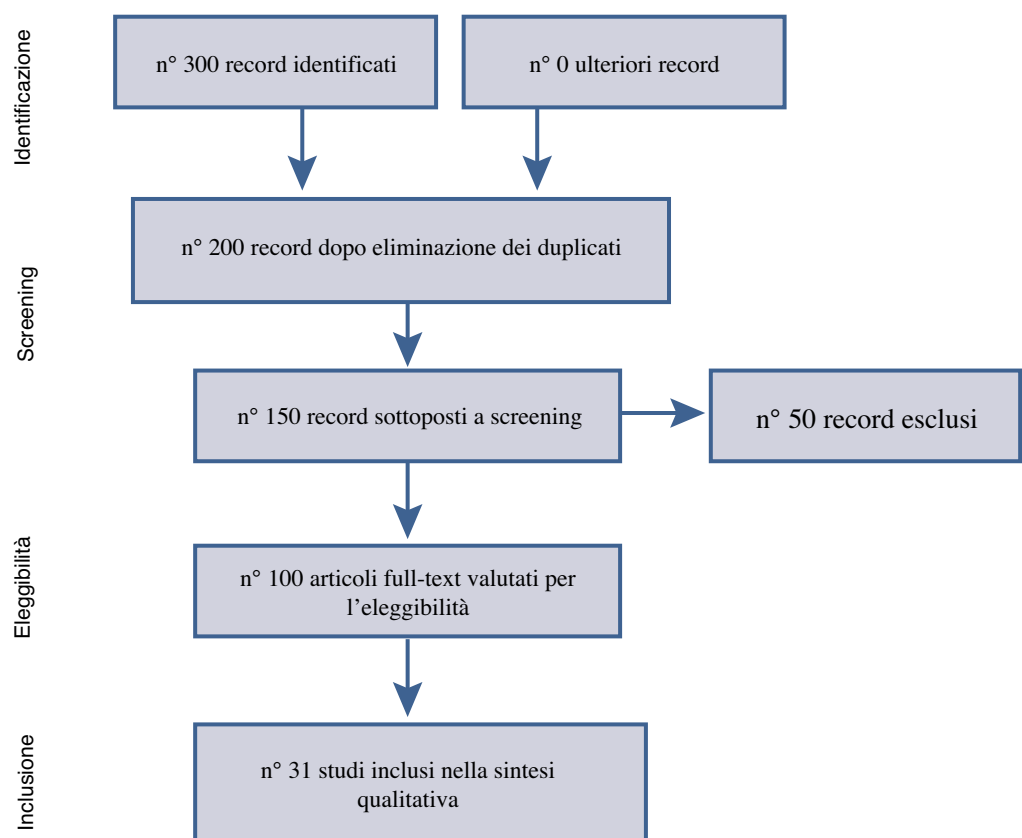 Identificazione
n° 300 record identificati
n° 0 ulteriori record
Screening
n° 200 record dopo eliminazione dei duplicati
n° 150 record sottoposti a screening
n° 50 record esclusi
Eleggibilità
n° 100 articoli full-text valutati per
l’eleggibilità
Inclusione
n° 31 studi inclusi nella sintesi
qualitativa